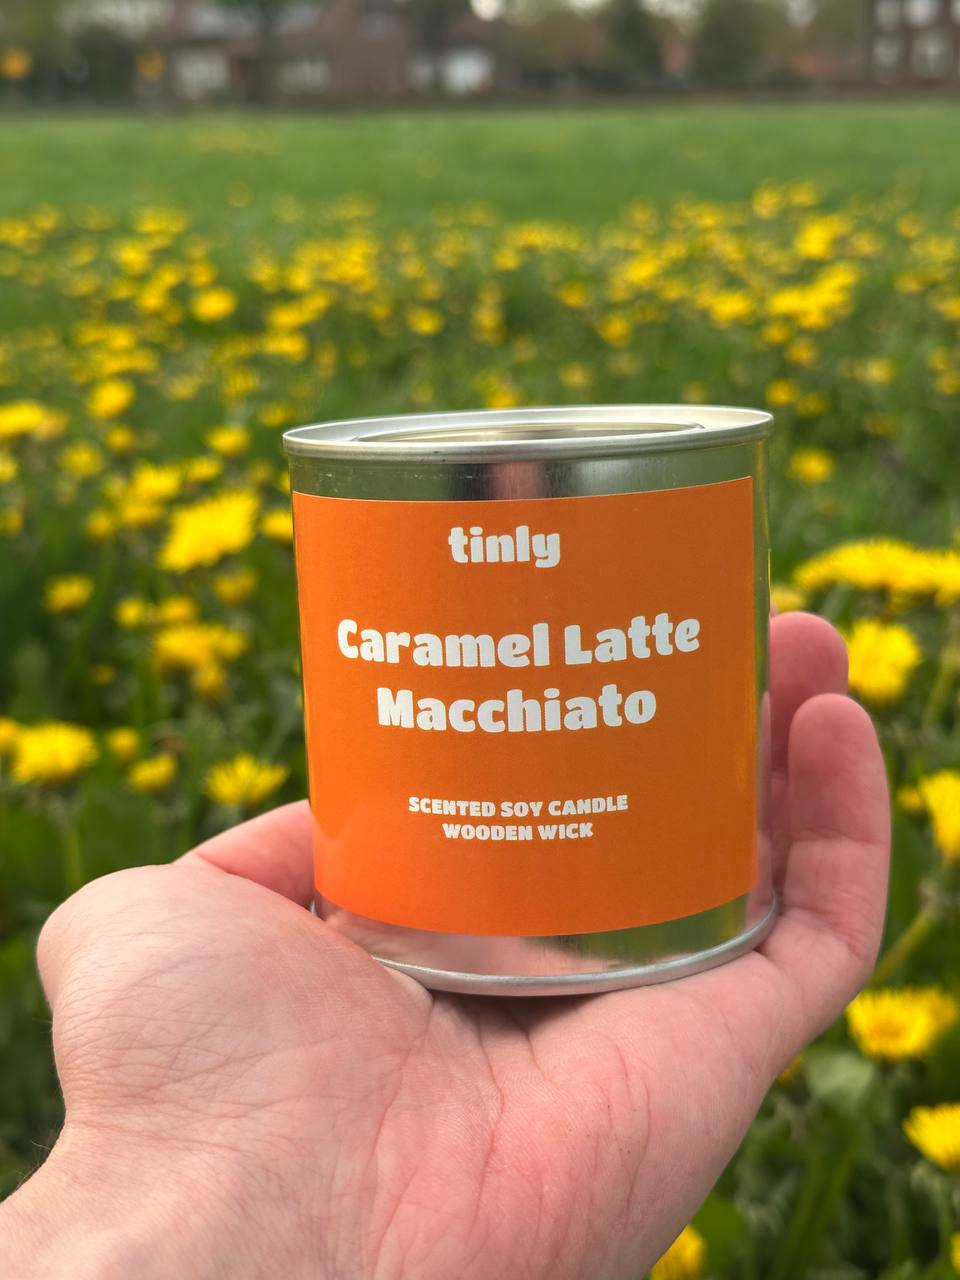 tinly
Caramel Latte
Macchiato
SCENTED SOY CANDLE
WOODEN WICK